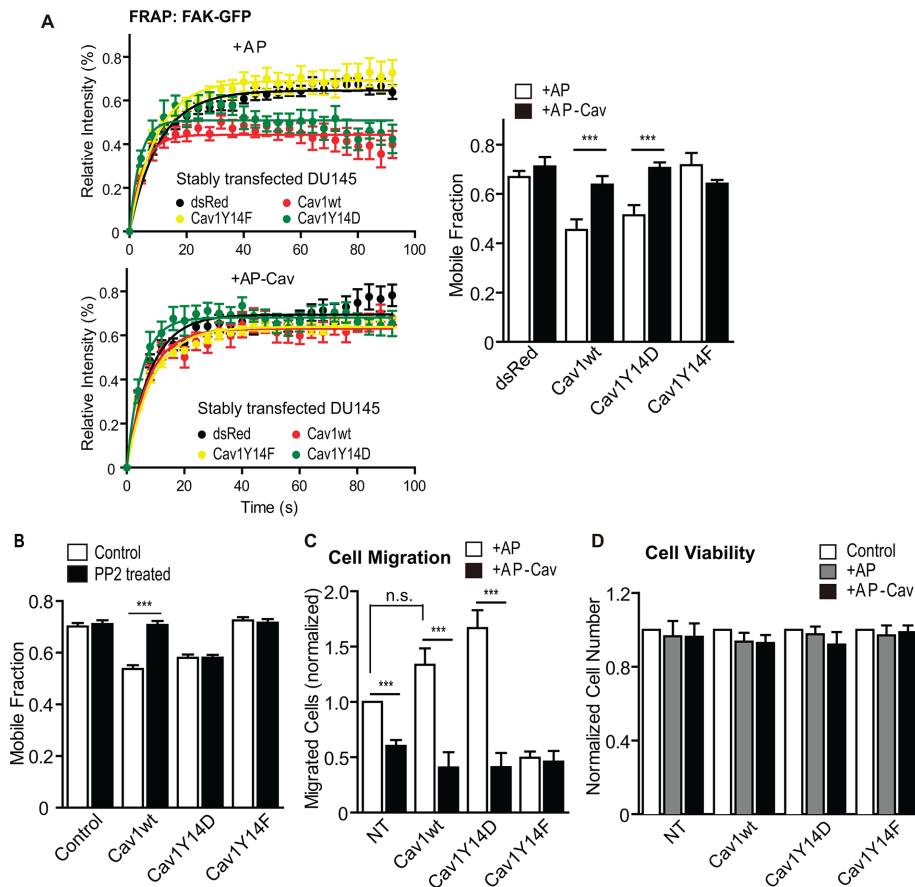 A
FRAP: FAK-GFP
+AP
Relative Intensity (%)
0.8
0.6
0.4
0.2
0
Stably transfected DU145
dsRed
Cav1wt
Cav1Y14F
Cav1Y14D
0 20 40 60 80 100
+AP-Cav
Relative Intensity (%)
0.8
0.6
0.4
0.2
0
Stably transfected DU145
dsRed
Cav1wt
Cav1Y14F
Cav1Y14D
0 20 40 60 80 100
Time (s)
+AP
+AP-Cav
Mobile Fraction
0.8
0.6
0.4
0.2
0
*** ***
dsRed
Cav1wt
Cav1Y14D
Cav1Y14F
B
Control
PP2 treated
Mobile Fraction
0.8
0.6
0.4
0.2
0
***
Control
Cav1wt
Cav1Y14D
Cav1Y14F
C
Cell Migration
+AP
+AP-Cav
Migrated Cells (normalized)
2.0
1.5
1.0
0.5
0
n.s.
***
***
***
NT
Cav1wt
Cav1Y14D
Cav1Y14F
D
Cell Viability
Control
+AP
+AP-Cav
Normalized Cell Number
1.2
0.8
0.4
0
NT
Cav1wt
Cav1Y14D
Cav1Y14F